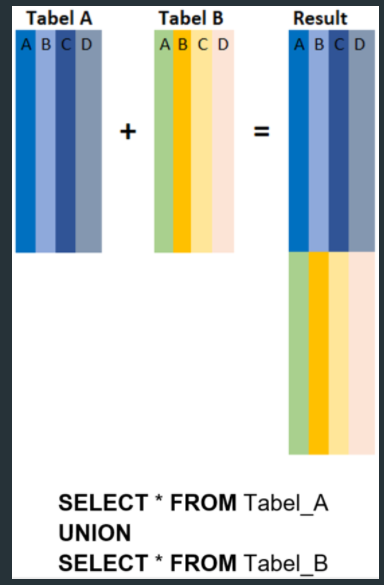 Tabel A Tabel B Result
A B C D A B C D A B C D
+ =
SELECT * FROM Tabel_A
UNION
SELECT * FROM Tabel_B